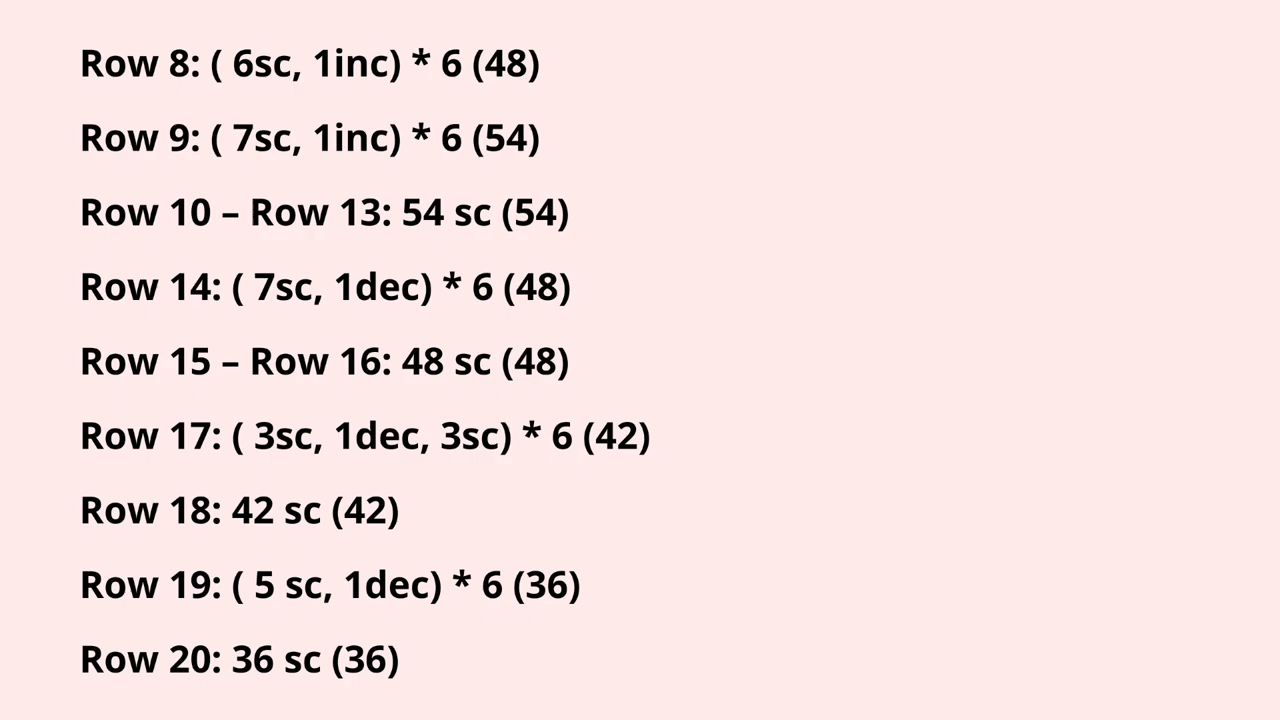 Row 8: ( 6sc, 1inc) * 6 (48)
Row 9: ( 7sc, 1inc) * 6 (54)
Row 10 – Row 13: 54 sc (54)
Row 14: ( 7sc, 1dec) * 6 (48)
Row 15 – Row 16: 48 sc (48)
Row 17: ( 3sc, 1dec, 3sc) * 6 (42)
Row 18: 42 sc (42)
Row 19: ( 5 sc, 1dec) * 6 (36)
Row 20: 36 sc (36)